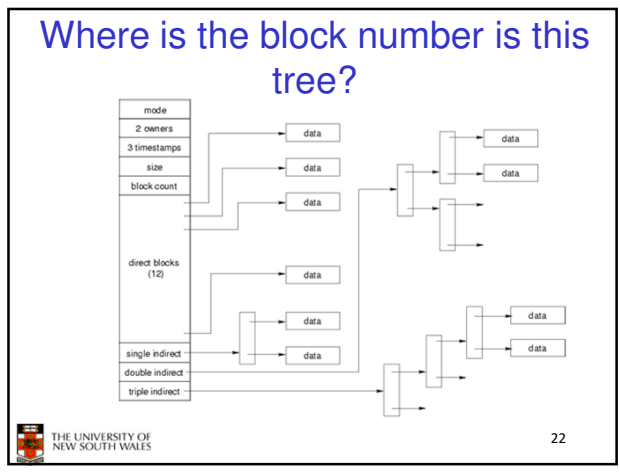 Where is the block number is this
tree?
mode
2 owners
3 timestamps
size
block count
direct blocks
(12)
single indirect
double indirect
triple indirect
data
data
data
data
data
data
data
data
data
data
THE UNIVERSITY OF
NEW SOUTH WALES
22